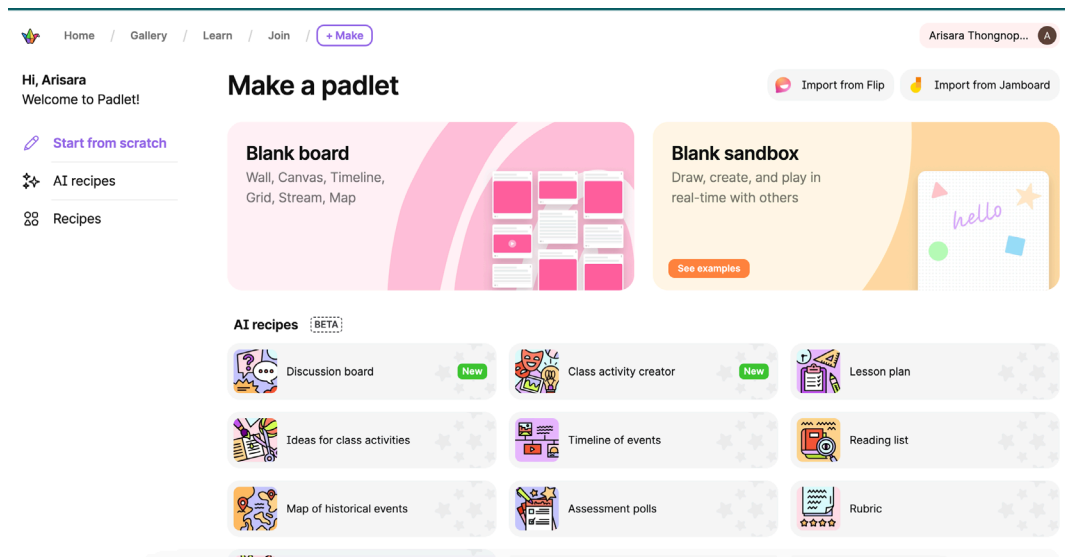 Home / Gallery / Learn / Join / + Make
Arisara Thongnop... A
Hi, Arisara
Welcome to Padlet!
Start from scratch
AI recipes
Recipes
Make a padlet
Import from Flip
Import from Jamboard
Blank board
Wall, Canvas, Timeline,
Grid, Stream, Map
Blank sandbox
Draw, create, and play in
real-time with others
See examples
hello
AI recipes BETA
Discussion board New
Class activity creator New
Lesson plan
Ideas for class activities
Timeline of events
Reading list
Map of historical events
Assessment polls
Rubric